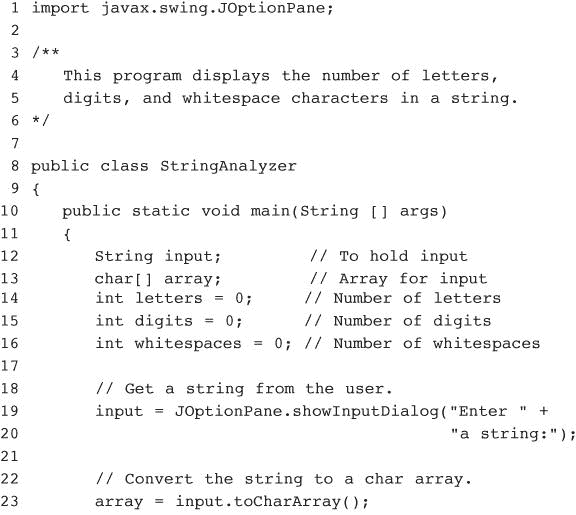 1 import javax.swing.JOptionPane;
2
3 /**
4    This program displays the number of letters,
5    digits, and whitespace characters in a string.
6 */
7
8 public class StringAnalyzer
9 {
10    public static void main(String [] args)
11    {
12       String input;         // To hold input
13       char[] array;         // Array for input
14       int letters = 0;     // Number of letters
15       int digits = 0;      // Number of digits
16       int whitespaces = 0; // Number of whitespaces
17
18       // Get a string from the user.
19       input = JOptionPane.showInputDialog("Enter " +
20                                           "a string:");
21
22       // Convert the string to a char array.
23       array = input.toCharArray();